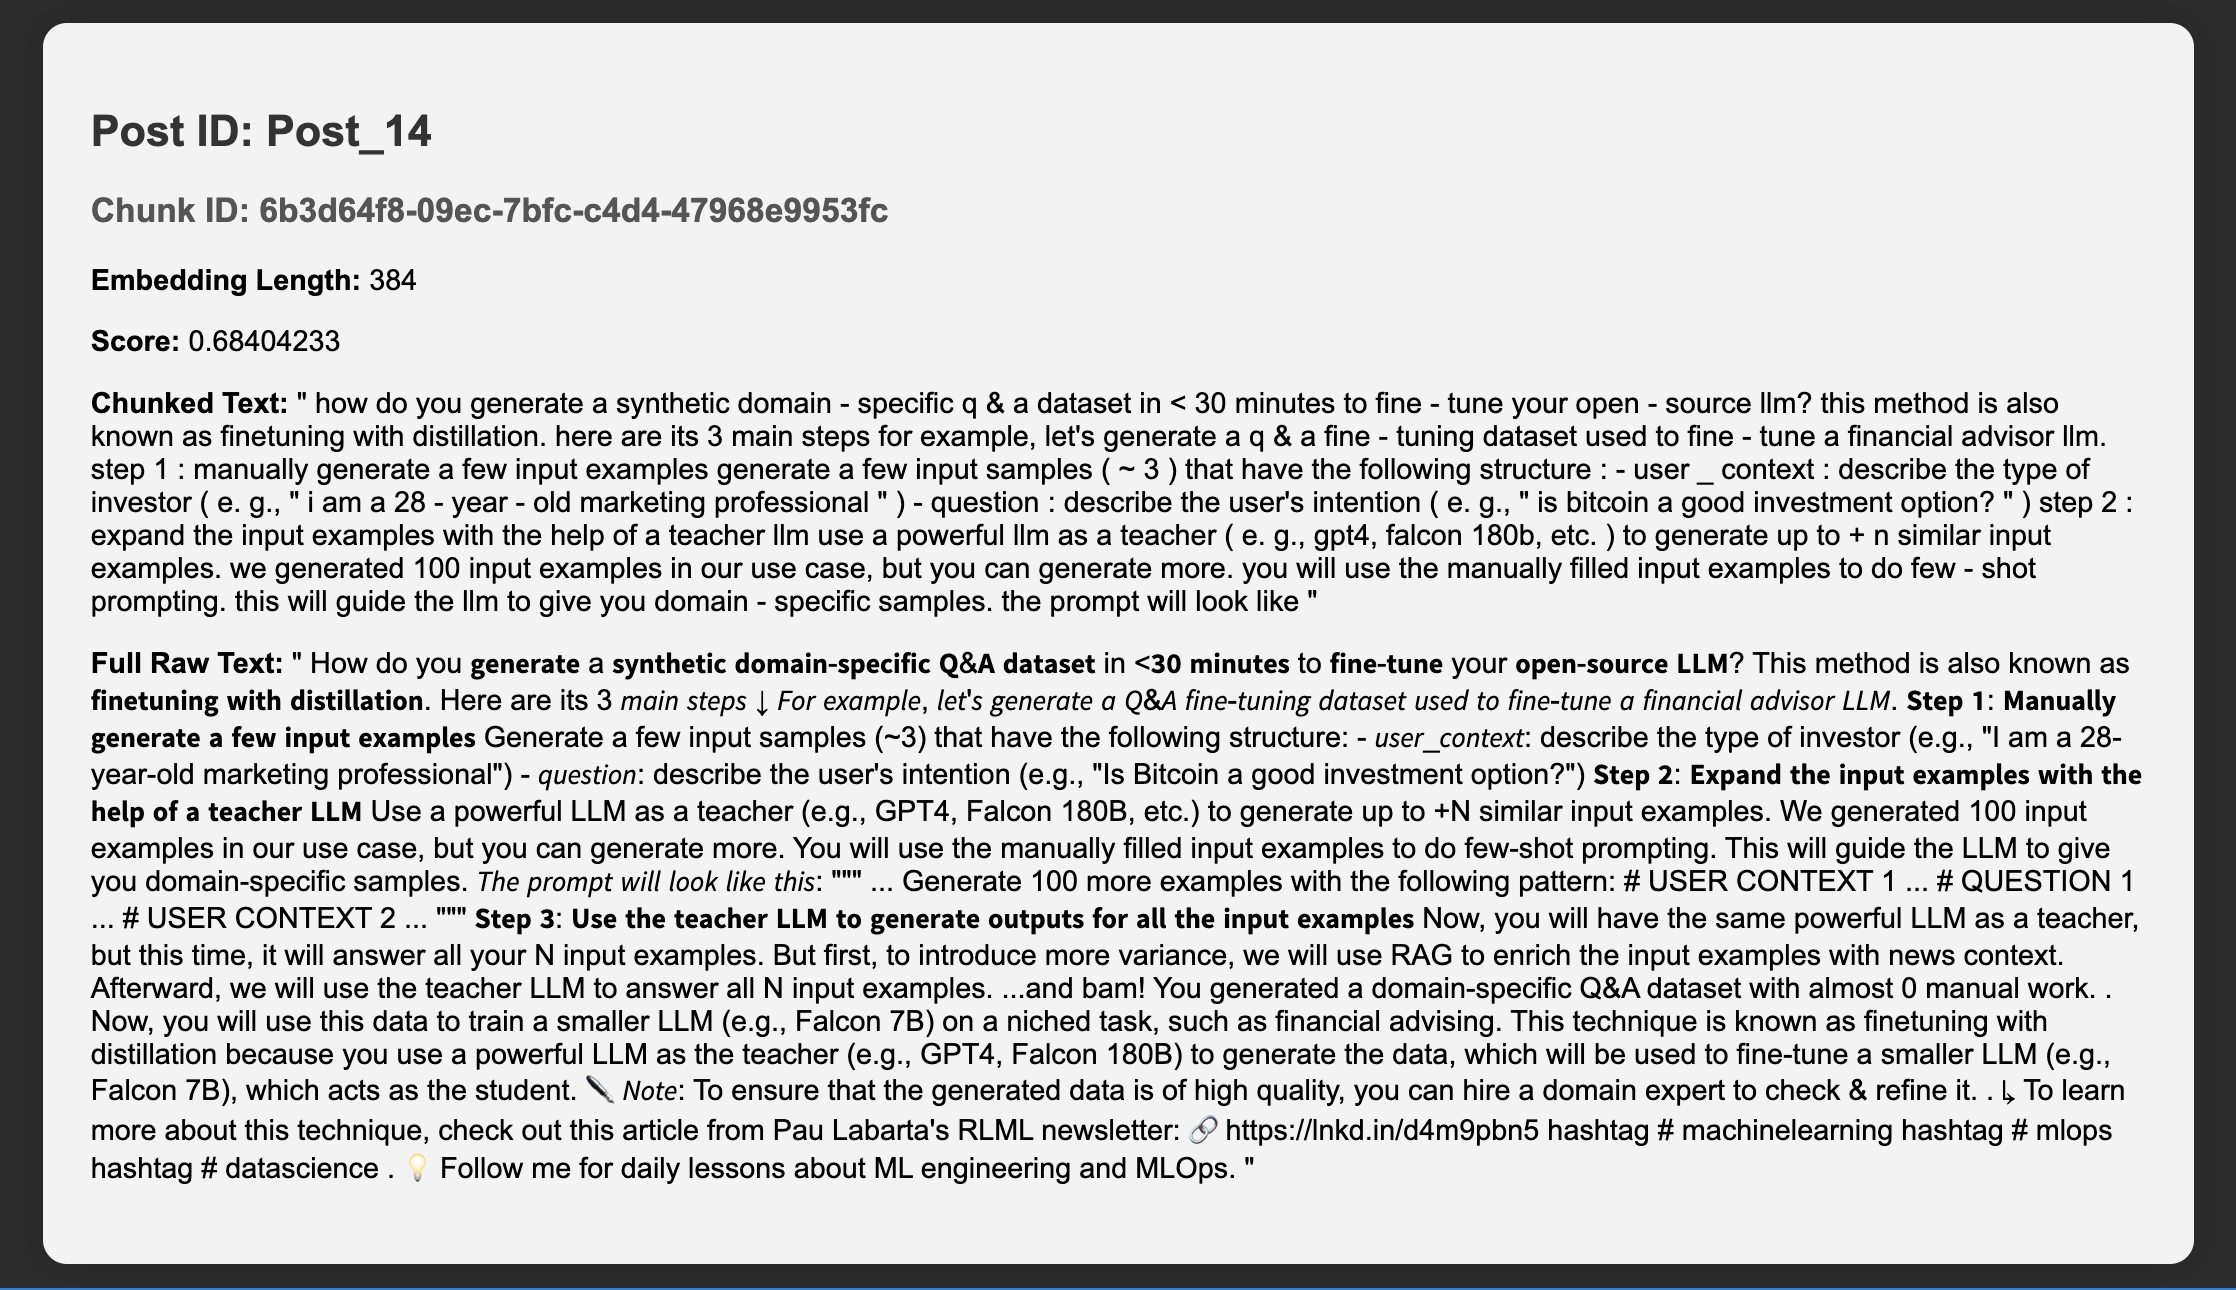 Post ID: Post_14
Chunk ID: 6b3d64f8-09ec-7bfc-c4d4-47968e9953fc
Embedding Length: 384
Score: 0.68404233
Chunked Text: " how do you generate a synthetic domain - specific q & a dataset in < 30 minutes to fine - tune your open - source llm? this method is also
known as finetuning with distillation. here are its 3 main steps for example, let's generate a q & a fine - tuning dataset used to fine - tune a financial advisor llm.
step 1 : manually generate a few input examples generate a few input samples ( ~ 3 ) that have the following structure : - user _ context : describe the type of
investor ( e. g., " i am a 28 - year - old marketing professional " ) - question : describe the user's intention ( e. g., " is bitcoin a good investment option? " ) step 2 :
expand the input examples with the help of a teacher llm use a powerful llm as a teacher ( e. g., gpt4, falcon 180b, etc. ) to generate up to + n similar input
examples. we generated 100 input examples in our use case, but you can generate more. you will use the manually filled input examples to do few - shot
prompting. this will guide the llm to give you domain - specific samples. the prompt will look like "
Full Raw Text: " How do you generate a synthetic domain-specific Q&A dataset in <30 minutes to fine-tune your open-source LLM? This method is also known as
finetuning with distillation. Here are its 3 main steps ↓ For example, let's generate a Q&A fine-tuning dataset used to fine-tune a financial advisor LLM. Step 1: Manually
generate a few input examples Generate a few input samples (~3) that have the following structure: - user_context: describe the type of investor (e.g., "I am a 28-
year-old marketing professional") - question: describe the user's intention (e.g., "Is Bitcoin a good investment option?") Step 2: Expand the input examples with the
help of a teacher LLM Use a powerful LLM as a teacher (e.g., GPT4, Falcon 180B, etc.) to generate up to +N similar input examples. We generated 100 input
examples in our use case, but you can generate more. You will use the manually filled input examples to do few-shot prompting. This will guide the LLM to give
you domain-specific samples. The prompt will look like this: """ ... Generate 100 more examples with the following pattern: # USER CONTEXT 1 ... # QUESTION 1
... # USER CONTEXT 2 ... """ Step 3: Use the teacher LLM to generate outputs for all the input examples Now, you will have the same powerful LLM as a teacher,
but this time, it will answer all your N input examples. But first, to introduce more variance, we will use RAG to enrich the input examples with news context.
Afterward, we will use the teacher LLM to answer all N input examples. ...and bam! You generated a domain-specific Q&A dataset with almost 0 manual work. .
Now, you will use this data to train a smaller LLM (e.g., Falcon 7B) on a niched task, such as financial advising. This technique is known as finetuning with
distillation because you use a powerful LLM as the teacher (e.g., GPT4, Falcon 180B) to generate the data, which will be used to fine-tune a smaller LLM (e.g.,
Falcon 7B), which acts as the student. ✒️ Note: To ensure that the generated data is of high quality, you can hire a domain expert to check & refine it. . ↳ To learn
more about this technique, check out this article from Pau Labarta's RLML newsletter: 🔗 https://lnkd.in/d4m9pbn5 hashtag # machinelearning hashtag # mlops
hashtag # datascience . 💡 Follow me for daily lessons about ML engineering and MLOps. "